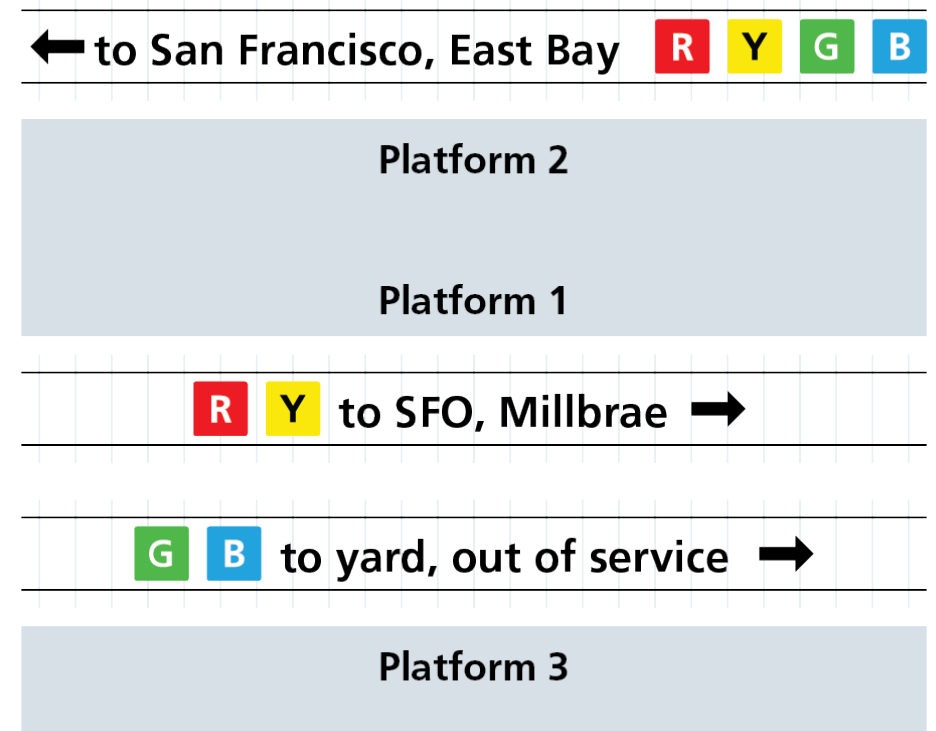 to San Francisco, East Bay R Y G B
Platform 2
Platform 1
R Y to SFO, Millbrae
G B to yard, out of service
Platform 3